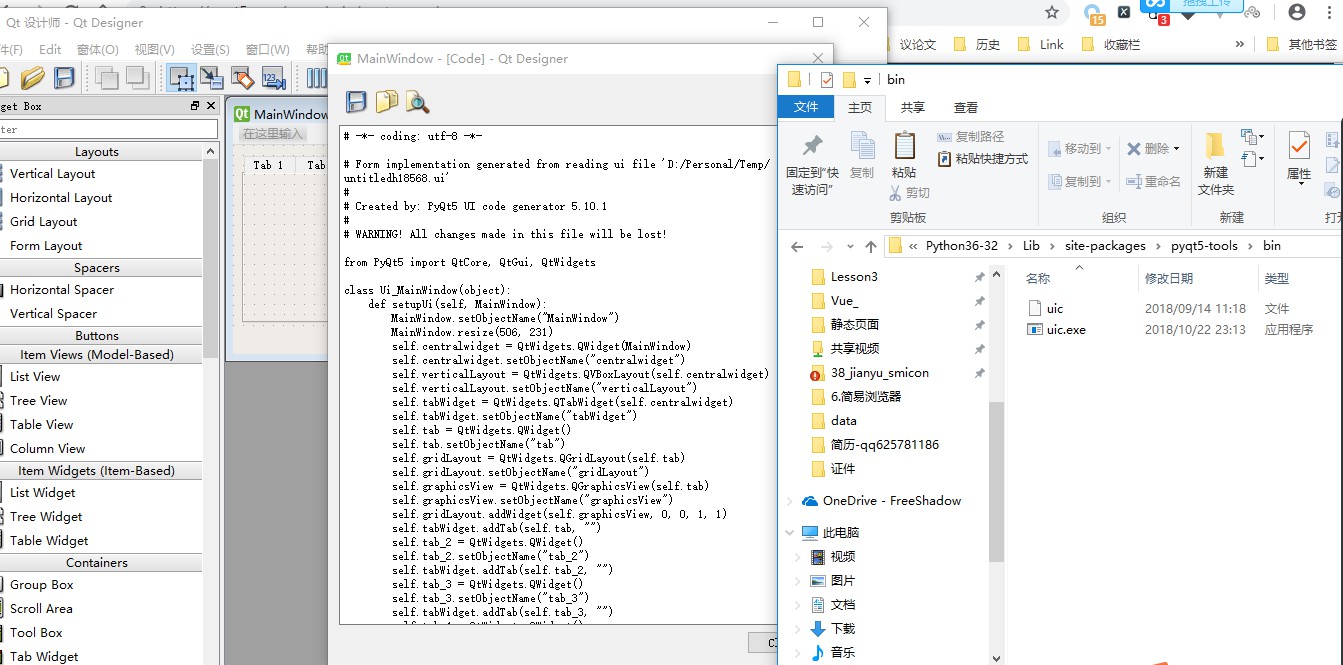 Qt 设计师 - Qt Designer
Edit 窗体(O) 视图(V) 设置(S) 窗口(W) 帮助
Layouts
Vertical Layout
Horizontal Layout
Grid Layout
Form Layout
Spacers
Horizontal Spacer
Vertical Spacer
Buttons
Item Views (Model-Based)
List View
Tree View
Table View
Column View
Item Widgets (Item-Based)
List Widget
Tree Widget
Table Widget
Containers
Group Box
Scroll Area
Tool Box
Tab Widget
MainWindow
在这里输入
Tab 1
Tab
MainWindow - [Code] - Qt Designer
# -*- coding: utf-8 -*-
# Form implementation generated from reading ui file 'D:/Personal/Temp/
untitledh18568.ui'
#
# Created by: PyQt5 UI code generator 5.10.1
#
# WARNING! All changes made in this file will be lost!
from PyQt5 import QtCore, QtGui, QtWidgets
class Ui_MainWindow(object):
    def setupUi(self, MainWindow):
        MainWindow.setObjectName("MainWindow")
        MainWindow.resize(506, 231)
        self.centralwidget = QtWidgets.QWidget(MainWindow)
        self.centralwidget.setObjectName("centralwidget")
        self.verticalLayout = QtWidgets.QVBoxLayout(self.centralwidget)
        self.verticalLayout.setObjectName("verticalLayout")
        self.tabWidget = QtWidgets.QTabWidget(self.centralwidget)
        self.tabWidget.setObjectName("tabWidget")
        self.tab = QtWidgets.QWidget()
        self.tab.setObjectName("tab")
        self.gridLayout = QtWidgets.QGridLayout(self.tab)
        self.gridLayout.setObjectName("gridLayout")
        self.graphicsView = QtWidgets.QGraphicsView(self.tab)
        self.graphicsView.setObjectName("graphicsView")
        self.gridLayout.addWidget(self.graphicsView, 0, 0, 1, 1)
        self.tabWidget.addTab(self.tab, "")
        self.tab_2 = QtWidgets.QWidget()
        self.tab_2.setObjectName("tab_2")
        self.tabWidget.addTab(self.tab_2, "")
        self.tab_3 = QtWidgets.QWidget()
        self.tab_3.setObjectName("tab_3")
        self.tabWidget.addTab(self.tab_3, "")
15
3
拖拽上传
议论文 历史 Link 收藏栏 » 其他书签
bin
文件 主页 共享 查看
固定到"快
速访问"
复制
粘贴
复制路径
粘贴快捷方式
剪切
剪贴板
移动到
复制到
删除
重命名
组织
新建
文件夹
新建
属性
« Python36-32 › Lib › site-packages › pyqt5-tools › bin
Lesson3
Vue_
静态页面
共享视频
38_jianyu_smicon
6.简易浏览器
data
简历-qq625781186
证件
OneDrive - FreeShadow
此电脑
视频
图片
文档
下载
音乐
名称 修改日期 类型
uic 2018/09/14 11:18 文件
uic.exe 2018/10/22 23:13 应用程序